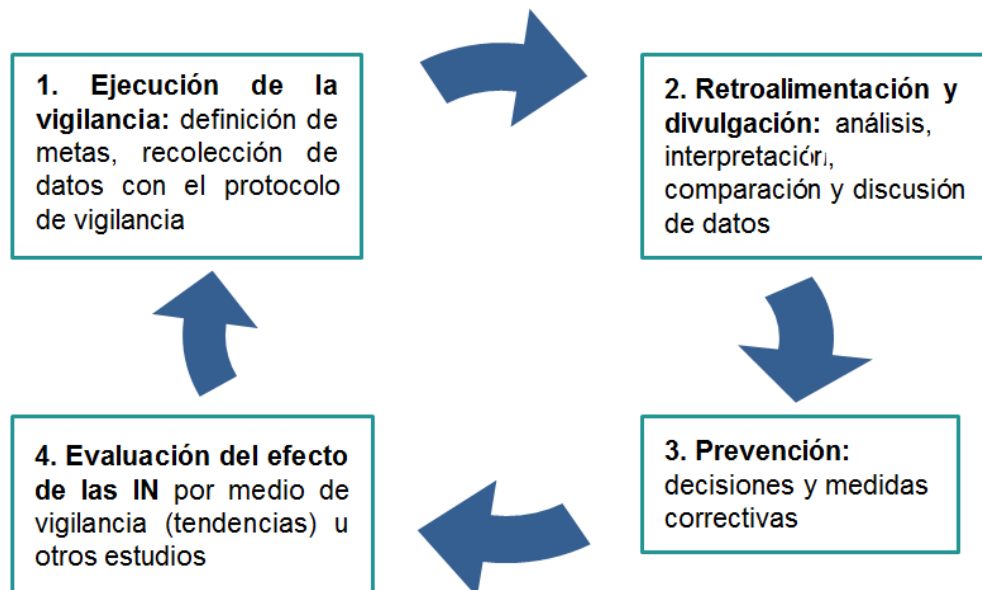 1. Ejecución de la
vigilancia: definición de
metas, recolección de
datos con el protocolo
de vigilancia
2. Retroalimentación y
divulgación: análisis,
interpretación,
comparación y discusión
de datos
3. Prevención:
decisiones y medidas
correctivas
4. Evaluación del efecto
de las IN por medio de
vigilancia (tendencias) u
otros estudios